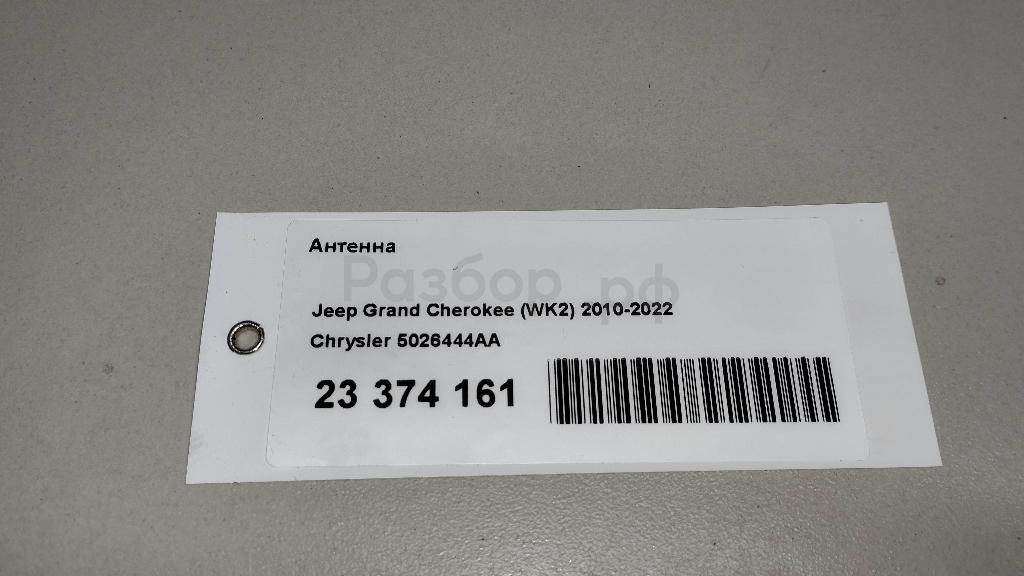 Антенна
Разбор.рф
Jeep Grand Cherokee (WK2) 2010-2022
Chrysler 5026444AA
23 374 161